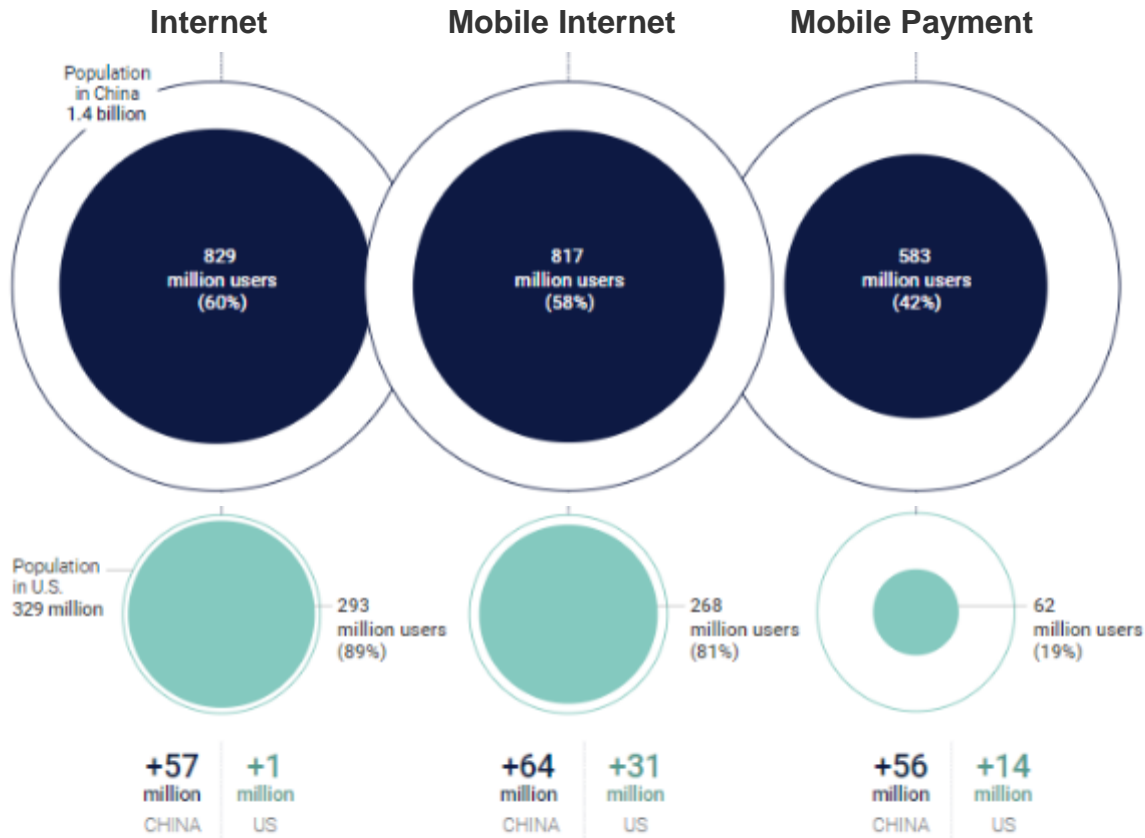 Internet
Mobile Internet
Mobile Payment
Population
in China
1.4 billion
829
million users
(60%)
817
million users
(58%)
583
million users
(42%)
Population
in U.S.
329 million
293
million users
(89%)
268
million users
(81%)
62
million users
(19%)
+57
million
CHINA
+1
million
US
+64
million
CHINA
+31
million
US
+56
million
CHINA
+14
million
US